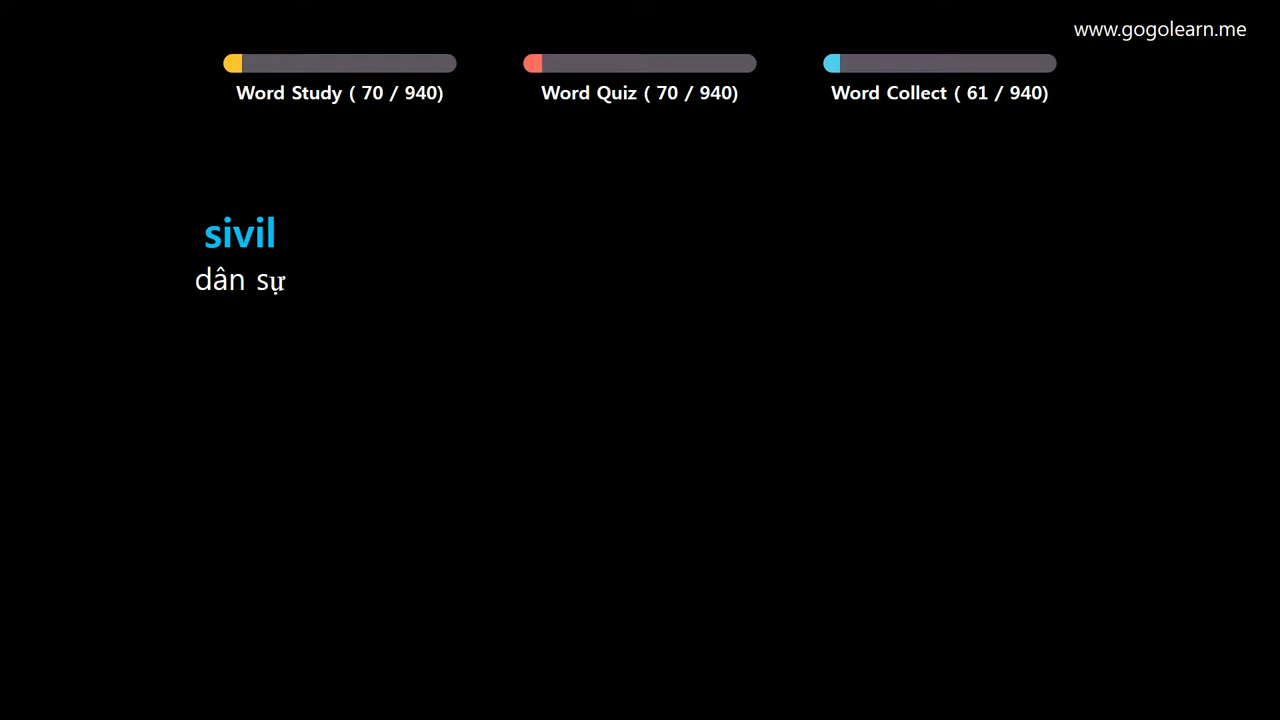 www.gogolearn.me
Word Study ( 70 / 940)
Word Quiz ( 70 / 940)
Word Collect ( 61 / 940)
sivil
dân sự